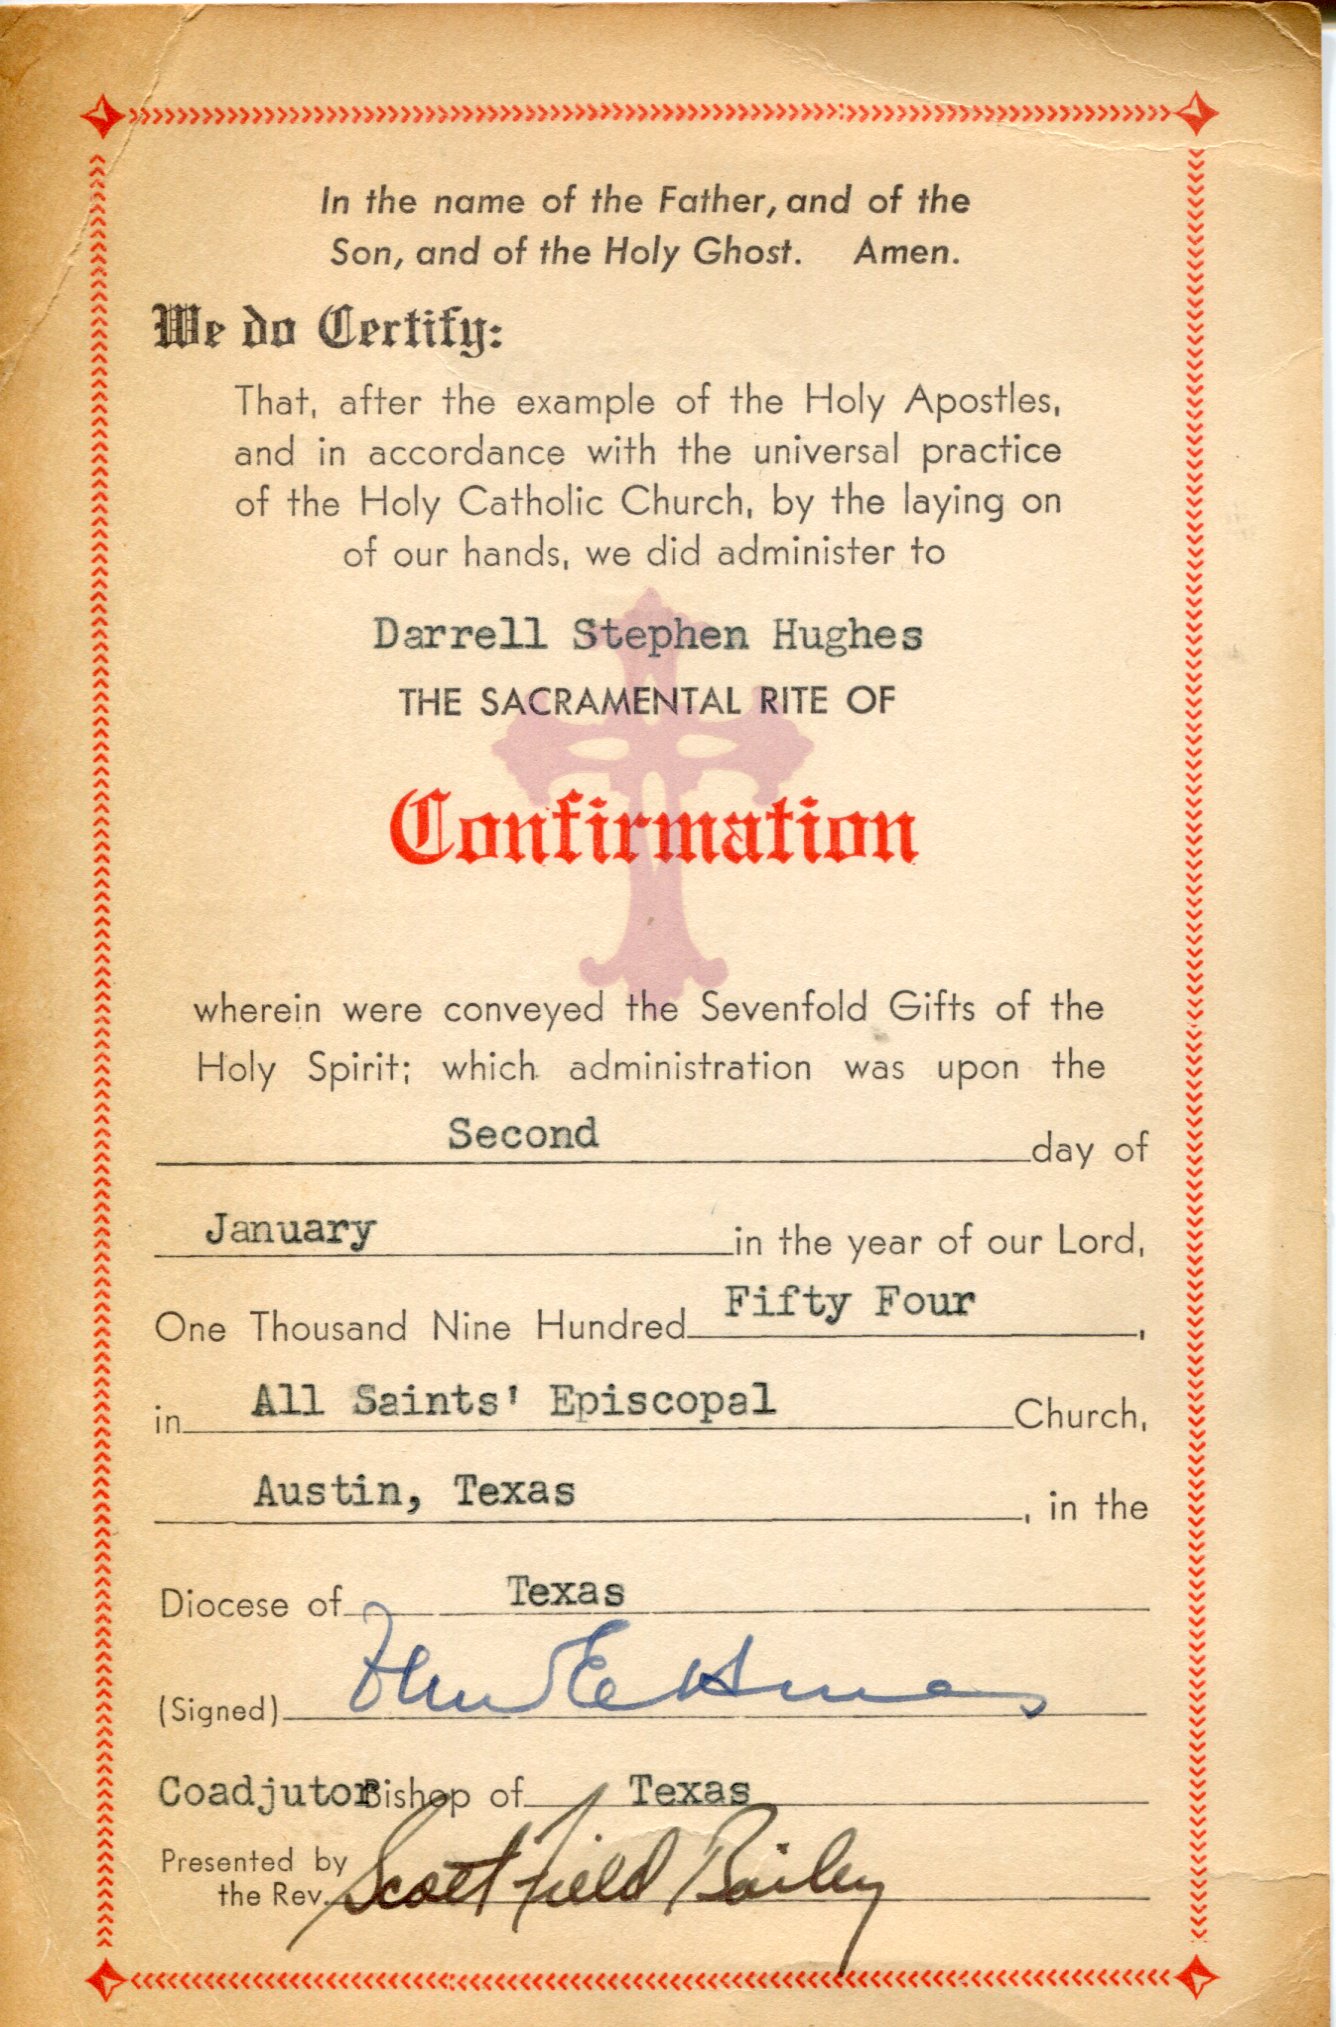 In the name of the Father, and of the
Son, and of the Holy Ghost. Amen.
We do Certify:
That, after the example of the Holy Apostles,
and in accordance with the universal practice
of the Holy Catholic Church, by the laying on
of our hands, we did administer to
Darrell Stephen Hughes
THE SACRAMENTAL RITE OF
Confirmation
wherein were conveyed the Sevenfold Gifts of the
Holy Spirit; which administration was upon the
Second day of
January in the year of our Lord,
One Thousand Nine Hundred Fifty Four,
in All Saints' Episcopal Church,
Austin, Texas, in the
Diocese of Texas
(Signed) John E
Coadjutor Bishop of Texas
Presented by
the Rev. Scott Field Bailey